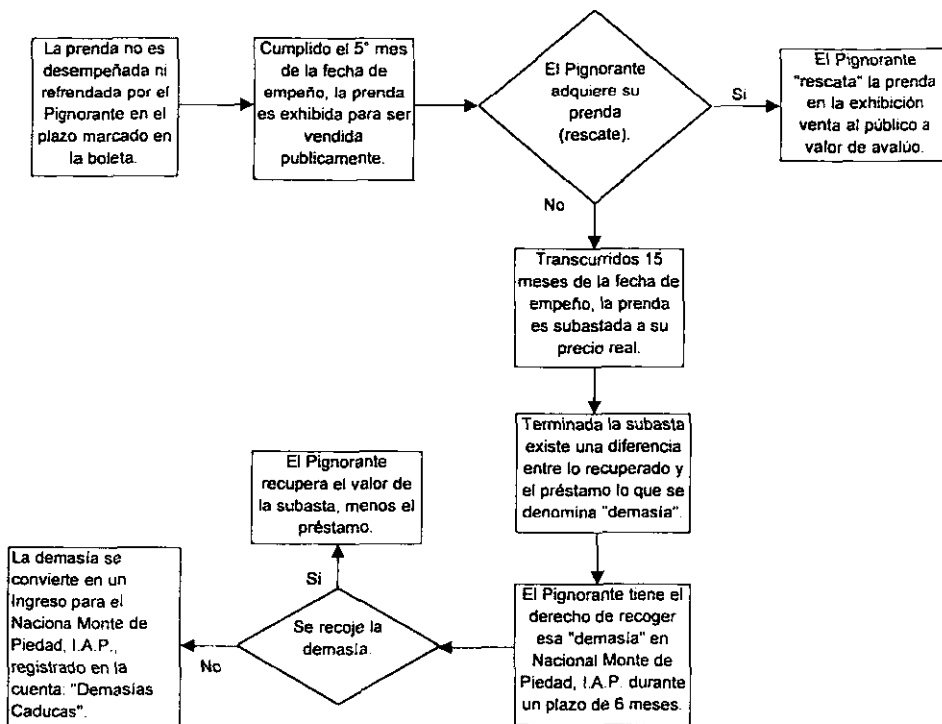 La prenda no es
desempeñada ni
refrendada por el
Pignorante en el
plazo marcado en
la boleta.
Cumplido el 5° mes
de la fecha de
empeño, la prenda
es exhibida para ser
vendida
publicamente.
El Pignorante
adquiere su
prenda
(rescate).
Si
El Pignorante
"rescata" la prenda
en la exhibición
venta al público a
valor de avalúo.
No
Transcurridos 15
meses de la fecha de
empeño, la prenda
es subastada a su
precio real.
Terminada la subasta
existe una diferencia
entre lo recuperado y
el préstamo lo que se
denomina "demasía".
El Pignorante tiene el
derecho de recoger
esa "demasía" en
Nacional Monte de
Piedad, I.A.P. durante
un plazo de 6 meses.
Se recoje la
demasía.
Si
El Pignorante
recupera el valor de
la subasta, menos el
préstamo.
No
La demasía se
convierte en un
Ingreso para el
Naciona Monte de
Piedad, I.A.P.,
registrado en la
cuenta: "Demasías
Caducas".